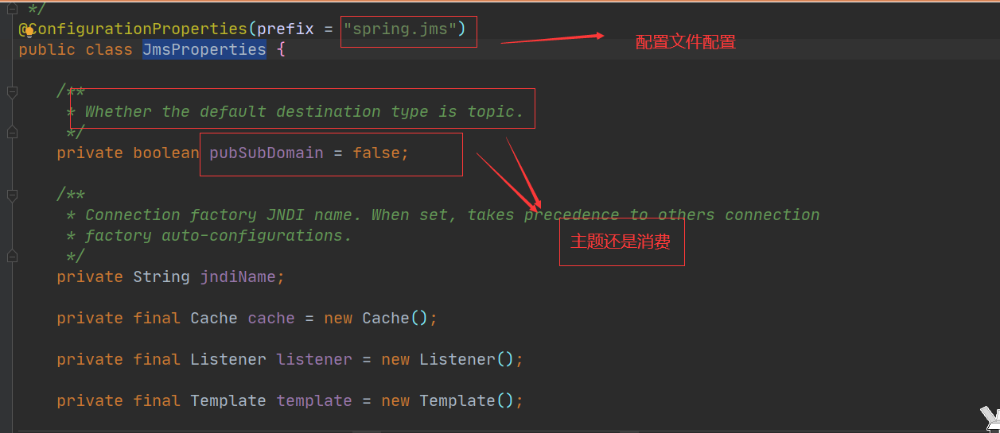 */
@ConfigurationProperties(prefix = "spring.jms")
配置文件配置
public class JmsProperties {
/**
* Whether the default destination type is topic.
*/
private boolean pubSubDomain = false;
/**
* Connection factory JNDI name. When set, takes precedence to others connection
* factory auto-configurations.
主题还是消费
*/
private String jndiName;
private final Cache cache = new Cache();
private final Listener listener = new Listener();
private final Template template = new Template();